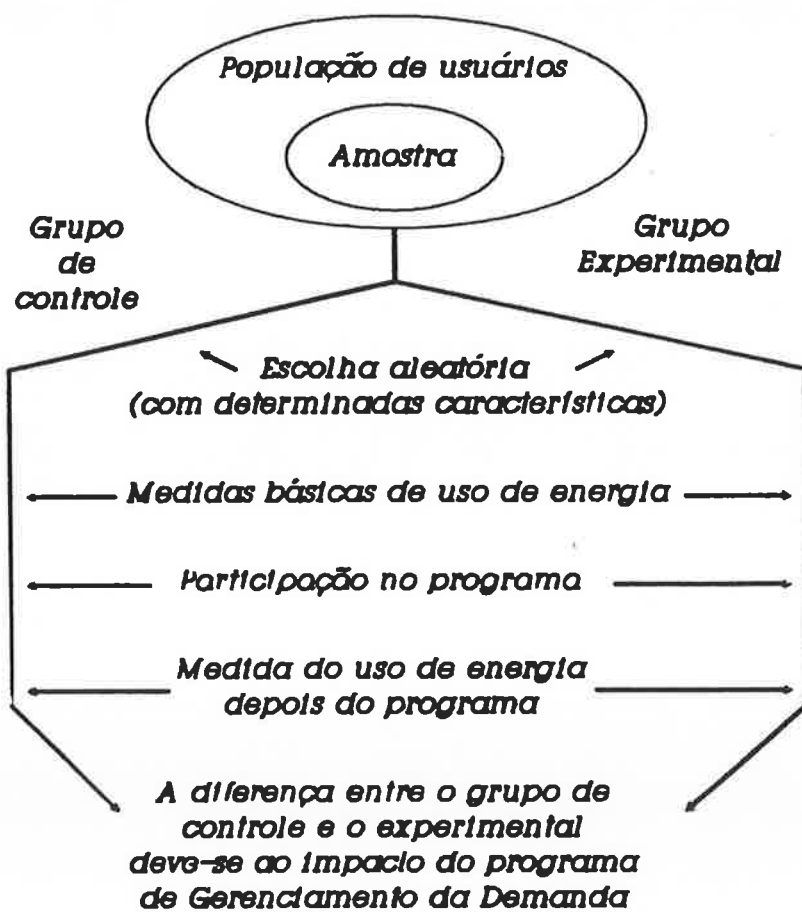 População de usuários
Amostra
Grupo
de
controle
Grupo
Experimental
Escolha aleatória
(com determinadas características)
Medidas básicas de uso de energia
Participação no programa
Medida do uso de energia
depois do programa
A diferença entre o grupo de
controle e o experimental
deve-se ao impacto do programa
de Gerenciamento da Demanda